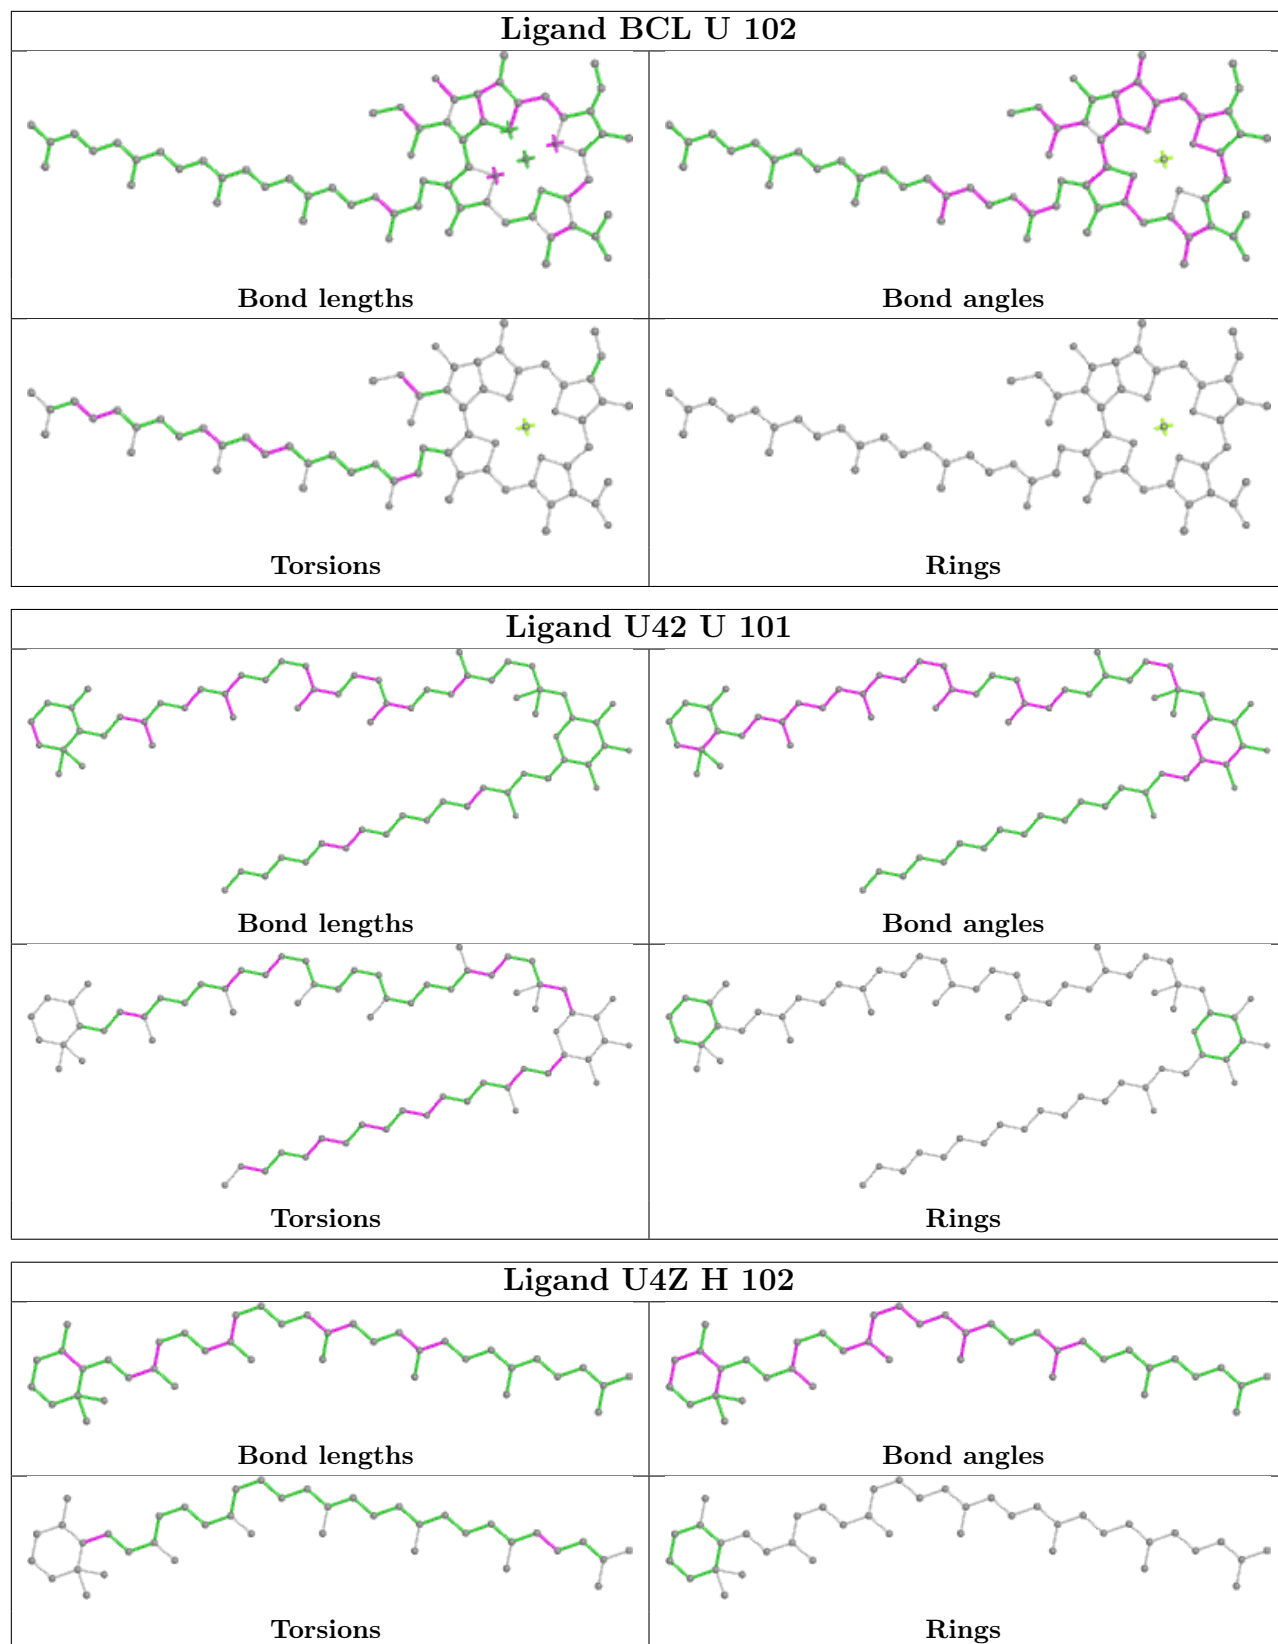 Ligand BCL U 102
Bond lengths
Bond angles
Torsions
Rings
Ligand U42 U 101
Bond lengths
Bond angles
Torsions
Rings
Ligand U4Z H 102
Bond lengths
Bond angles
Torsions
Rings